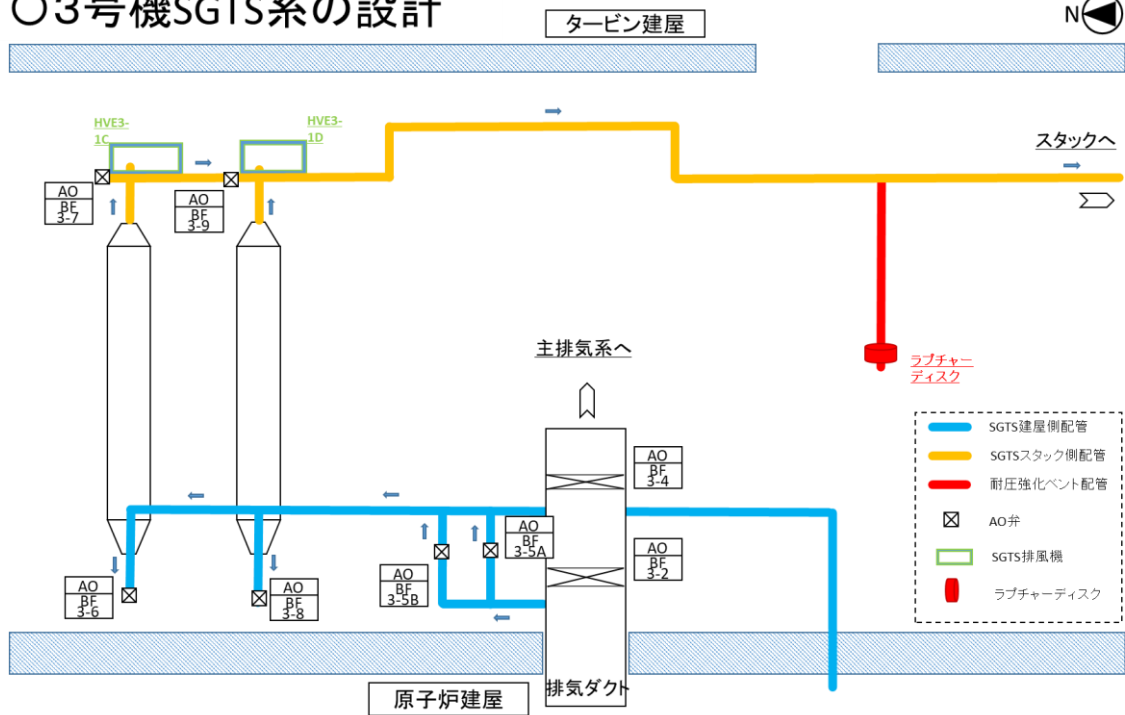 ○3号機SGTS系の設計
タービン建屋
N
HVE3-
1C
HVE3-
1D
スタックへ
AO
BF
3-7
AO
BF
3-9
主排気系へ
ラプチャー
ディスク
SGTS建屋側配管
SGTSスタック側配管
耐圧強化ベント配管
AO弁
SGTS排風機
ラプチャーディスク
AO
BF
3-4
AO
BF
3-5A
AO
BF
3-2
AO
BF
3-5B
AO
BF
3-6
AO
BF
3-8
排気ダクト
原子炉建屋